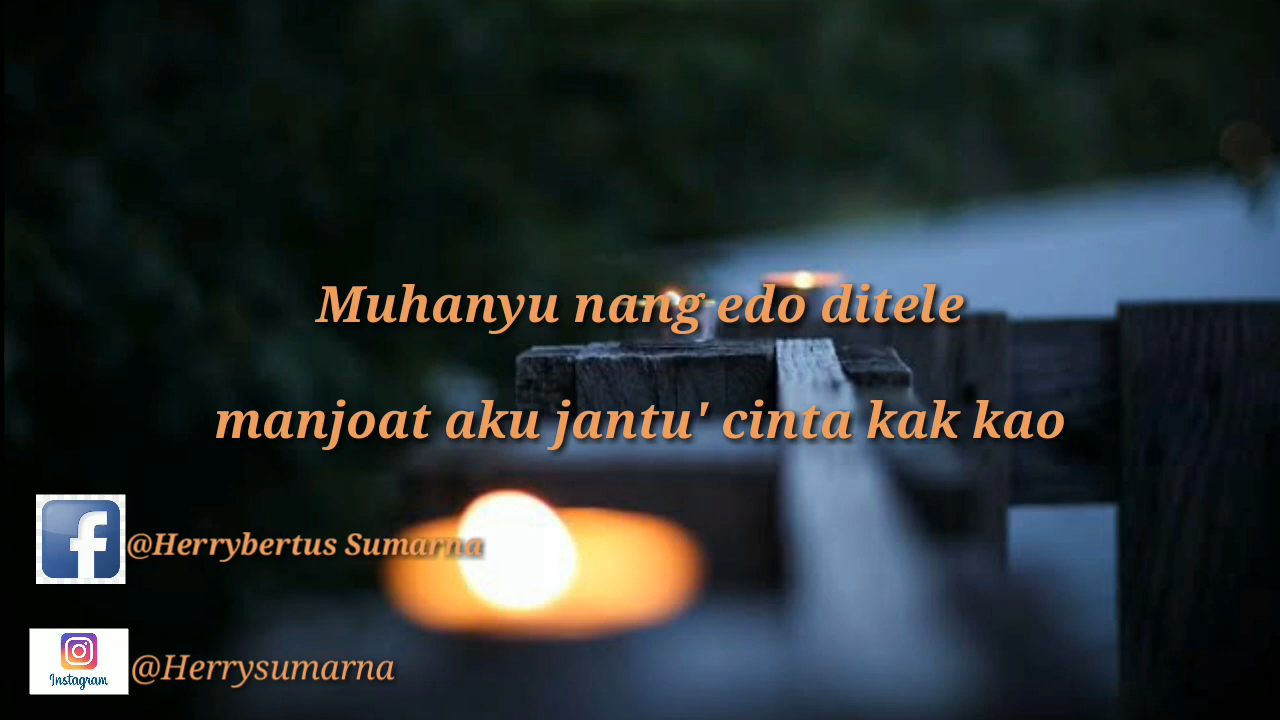 Muhanyu nang edo ditele
manjoat aku jantu' cinta kak kao
f
@Herrybertus Sumarna
Instagram
@Herrysumarna